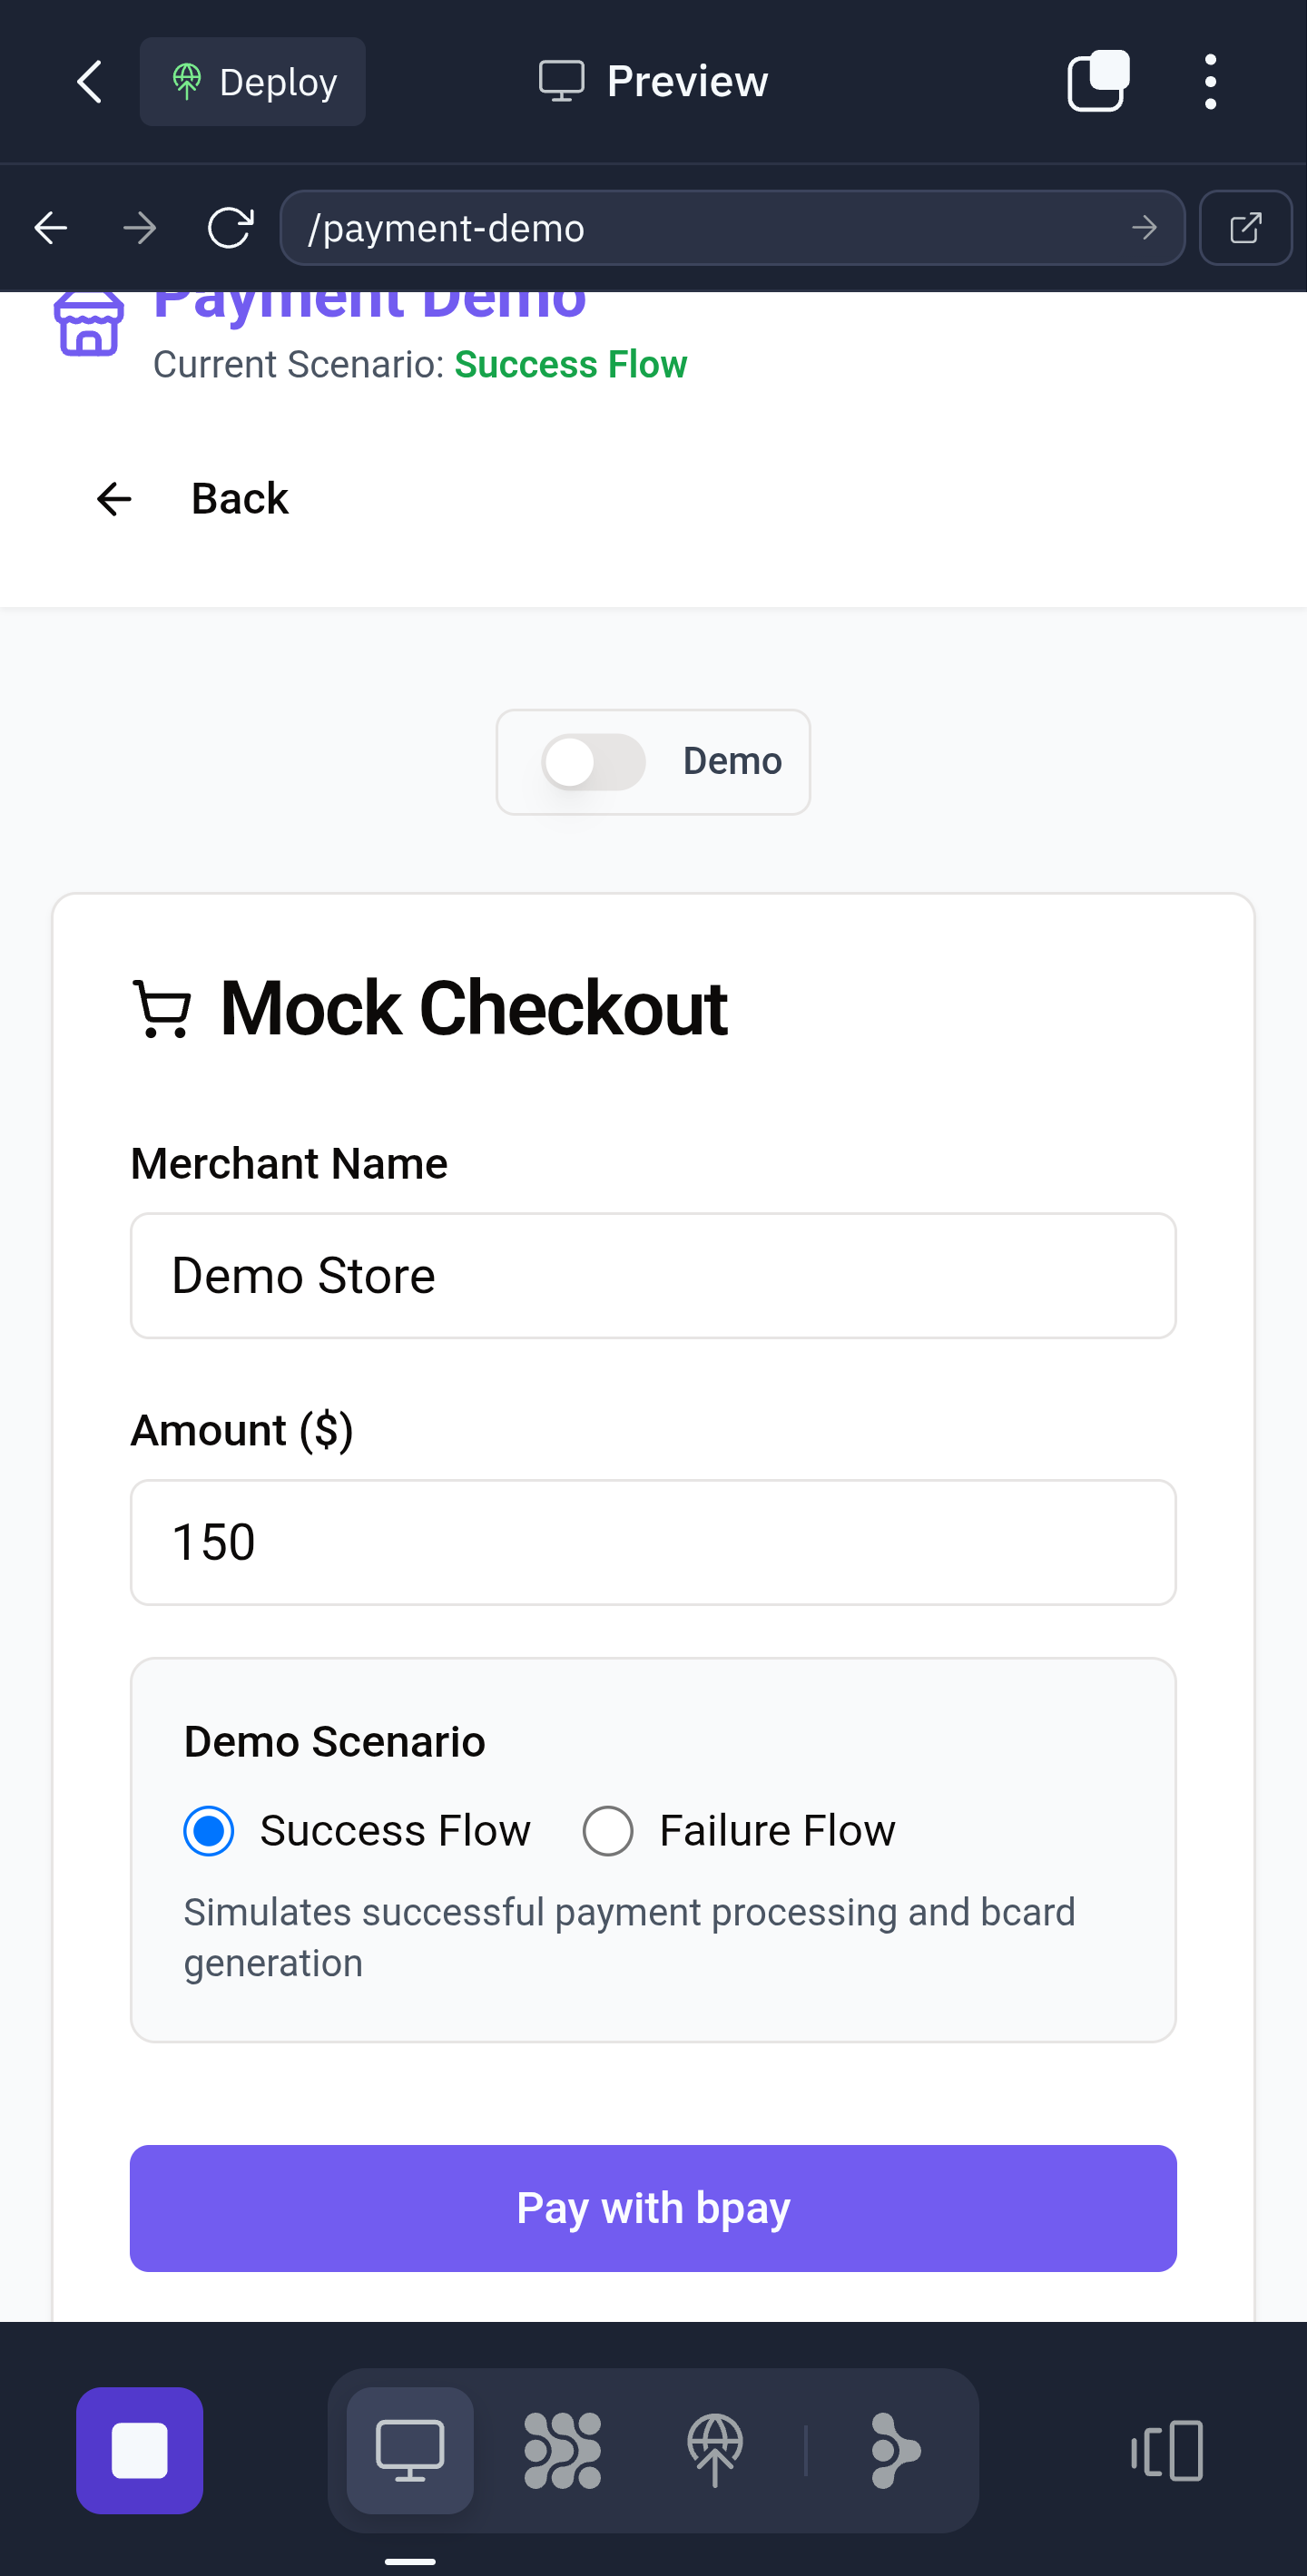 Deploy
Preview
/payment-demo
Payment Demo
Current Scenario: Success Flow
Back
Demo
Mock Checkout
Merchant Name
Demo Store
Amount ($)
150
Demo Scenario
Success Flow
Failure Flow
Simulates successful payment processing and bcard
generation
Pay with bpay